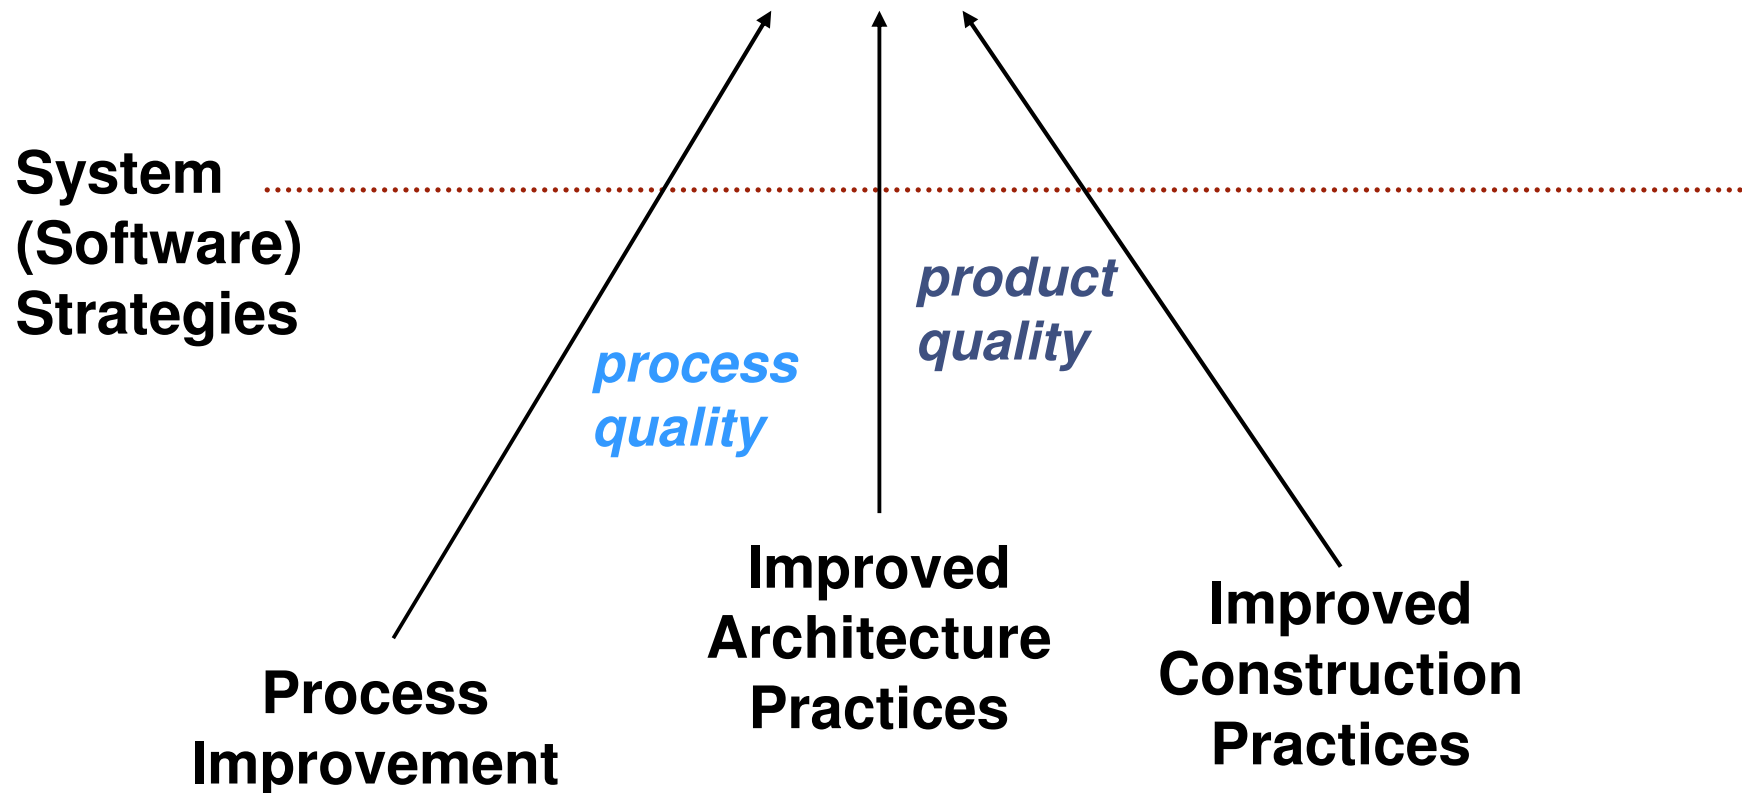 System
(Software)
Strategies
product
quality
process
quality
Improved
Architecture
Practices
Improved
Construction
Practices
Process
Improvement